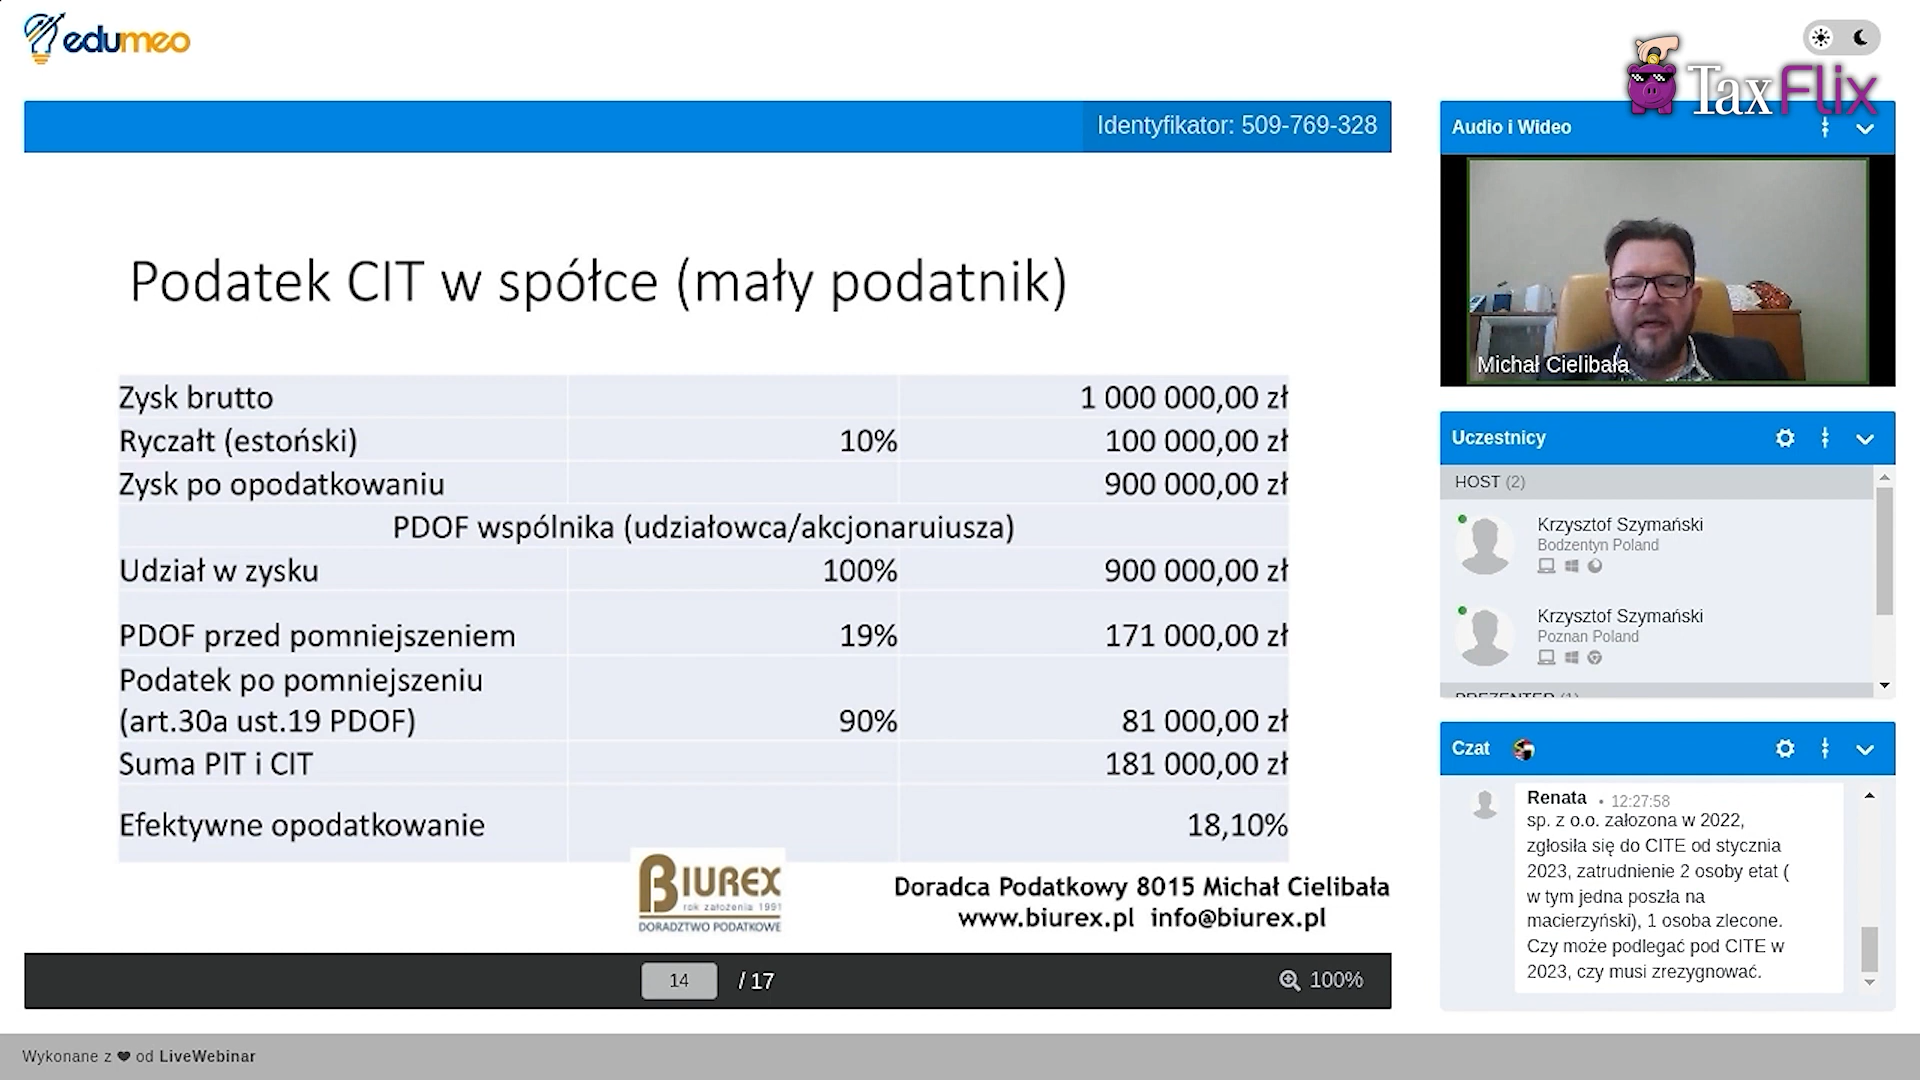 edumeo
TaxFlix
Identyfikator: 509-769-328
Podatek CIT w spółce (mały podatnik)
Zysk brutto 1 000 000,00 zł
Ryczałt (estoński) 10% 100 000,00 zł
Zysk po opodatkowaniu 900 000,00 zł
PDOF wspólnika (udziałowca/akcjonaruiusza)
Udział w zysku 100% 900 000,00 zł
PDOF przed pomniejszeniem 19% 171 000,00 zł
Podatek po pomniejszeniu
(art.30a ust.19 PDOF) 90% 81 000,00 zł
Suma PIT i CIT 181 000,00 zł
Efektywne opodatkowanie 18,10%
BIUREX
rok założenia 1991
DORADZTWO PODATKOWE
Doradca Podatkowy 8015 Michał Cielibała
www.biurex.pl info@biurex.pl
14 / 17
100%
Audio i Wideo
Michał Cielibała
Uczestnicy
HOST (2)
Krzysztof Szymański
Bodzentyn Poland
Krzysztof Szymański
Poznan Poland
PREZENTER (1)
Czat
Renata • 12:27:58
sp. z o.o. załozona w 2022,
zgłosiła się do CITE od stycznia
2023, zatrudnienie 2 osoby etat (
w tym jedna poszła na
macierzyński), 1 osoba zlecone.
Czy może podlegać pod CITE w
2023, czy musi zrezygnować.
Wykonane z ❤ od LiveWebinar